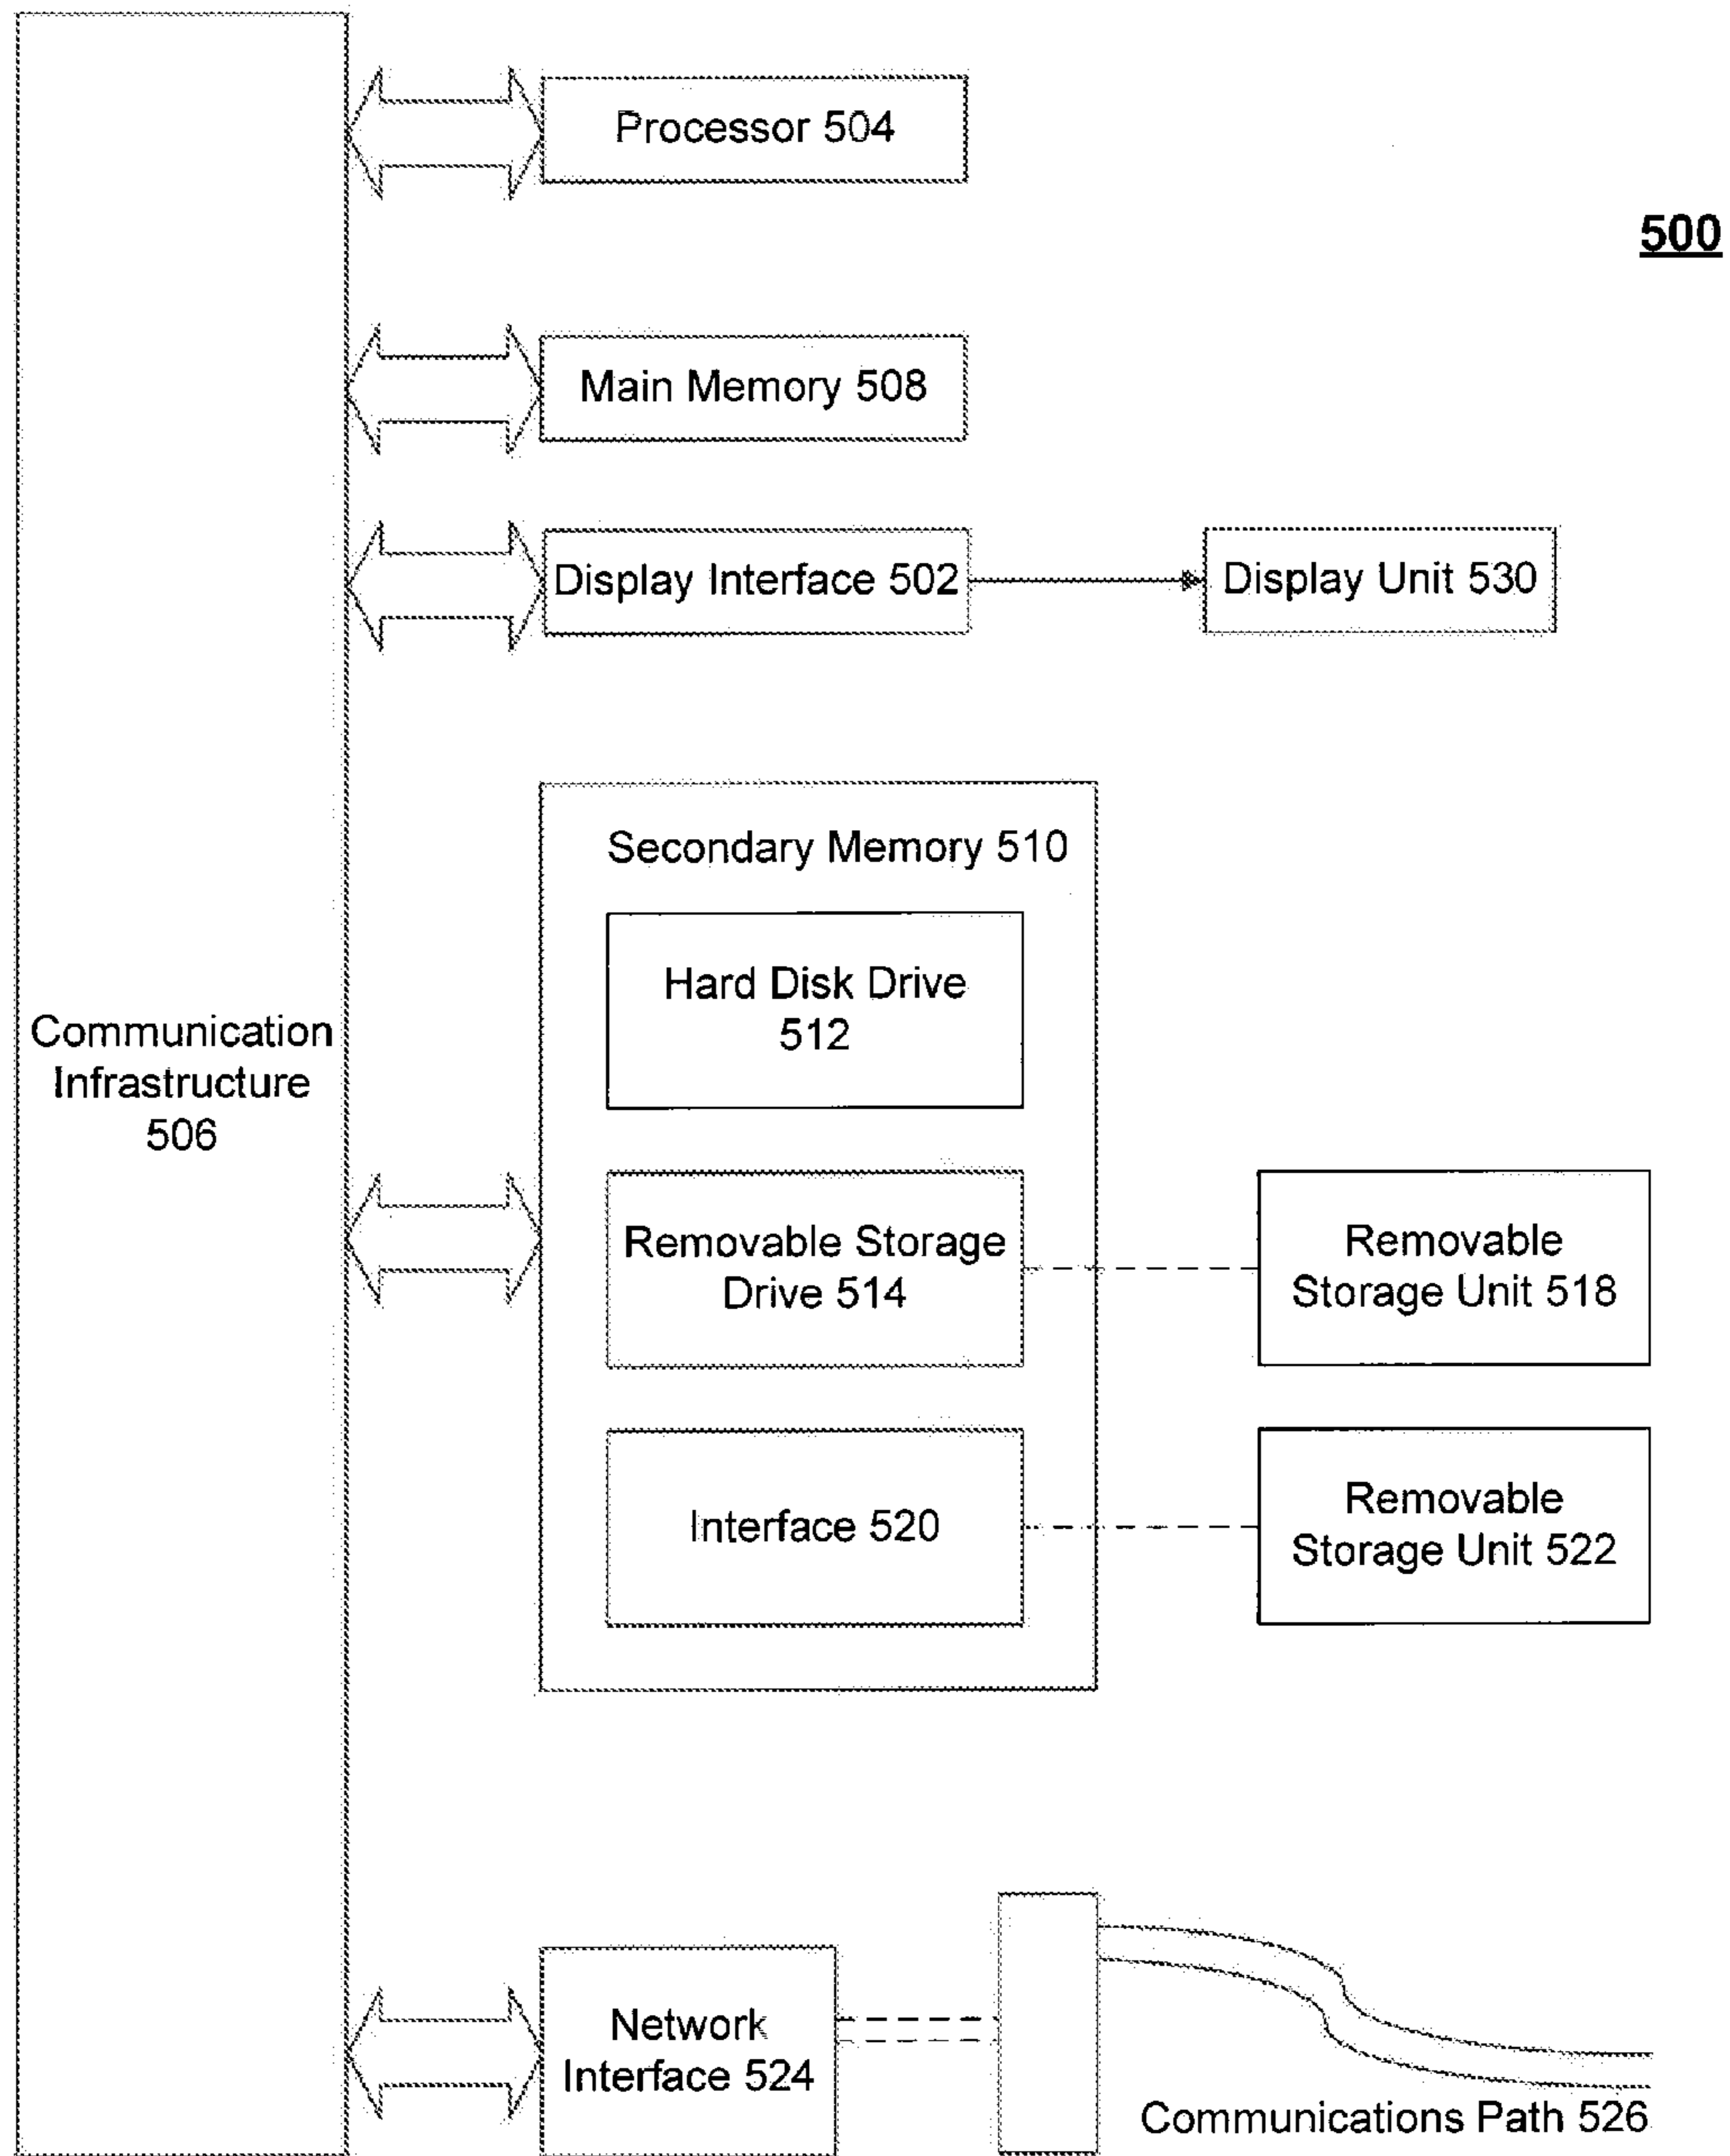 Processor 504
500
Main Memory 508
Display Interface 502
Display Unit 530
Secondary Memory 510
Hard Disk Drive
512
Communication
Infrastructure
506
Removable Storage
Drive 514
Removable
Storage Unit 518
Interface 520
Removable
Storage Unit 522
Network
Interface 524
Communications Path 526